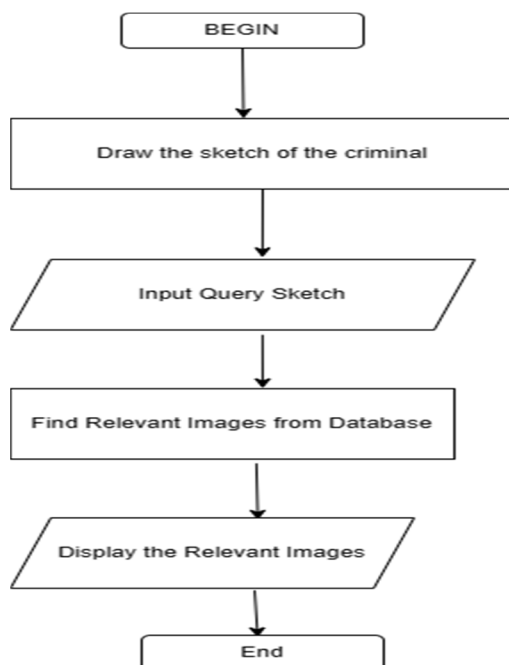 BEGIN
Draw the sketch of the criminal
Input Query Sketch
Find Relevant Images from Database
Display the Relevant Images
End